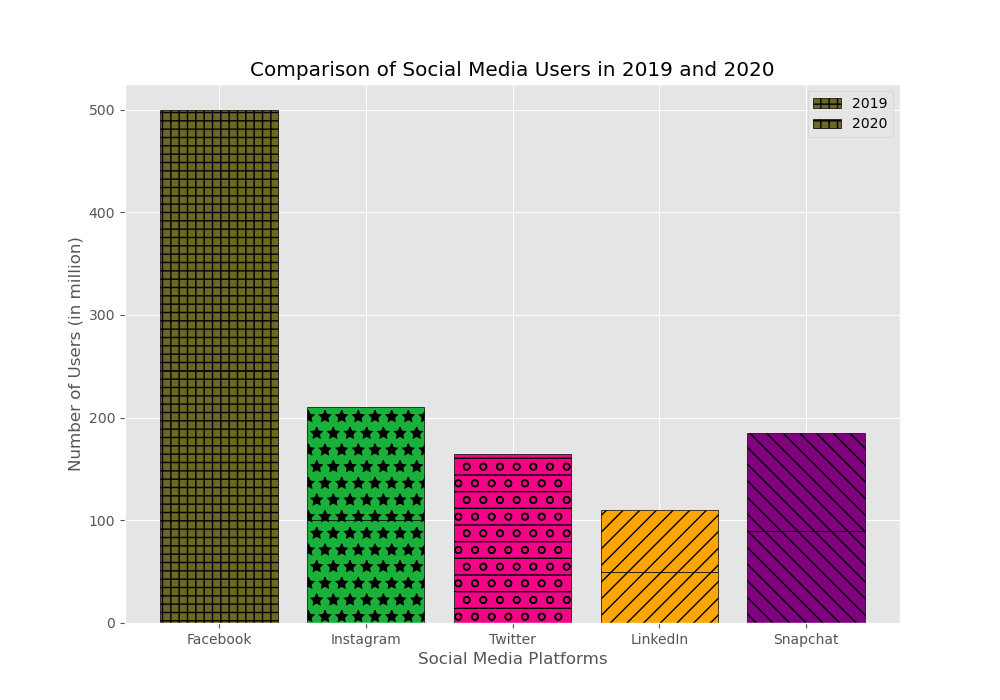 Comparison of Social Media Users in 2019 and 2020
2019
2020
Number of Users (in million)
500
400
300
200
100
0
Facebook Instagram Twitter LinkedIn Snapchat
Social Media Platforms